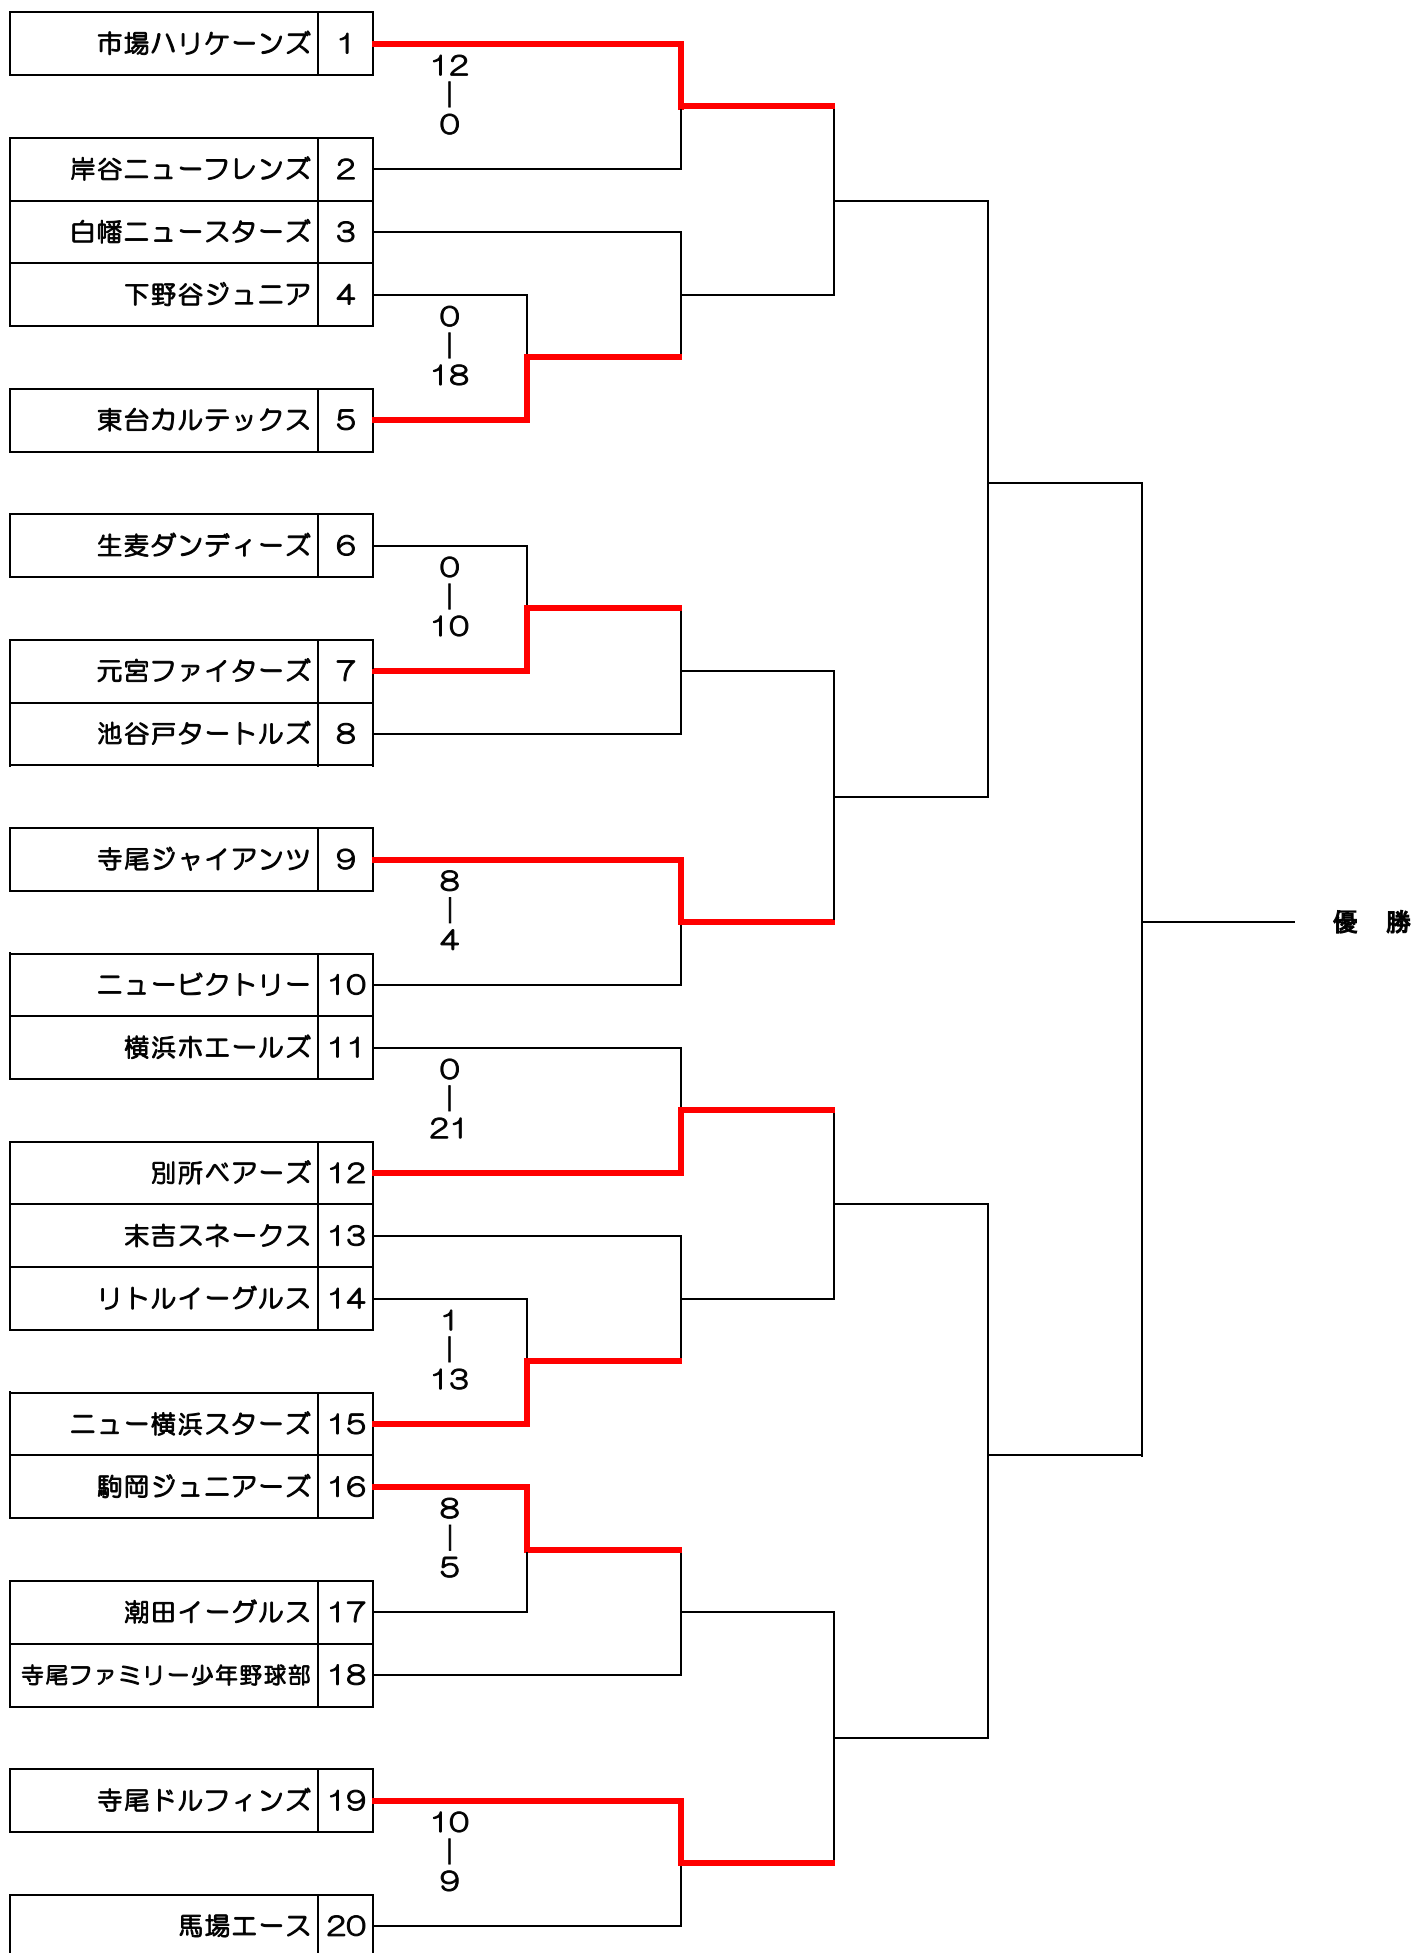 市場ハリケーンズ 1
12
|
0
岸谷ニューフレンズ 2
白幡ニュースターズ 3
下野谷ジュニア 4
0
|
18
東台カルテックス 5
生麦ダンディーズ 6
0
|
10
元宮ファイターズ 7
池谷戸タートルズ 8
寺尾ジャイアンツ 9
8
|
4
優　勝
ニュービクトリー 10
横浜ホエールズ 11
0
|
21
別所ベアーズ 12
末吉スネークス 13
リトルイーグルス 14
1
|
13
ニュー横浜スターズ 15
駒岡ジュニアーズ 16
8
|
5
潮田イーグルス 17
寺尾ファミリー少年野球部 18
寺尾ドルフィンズ 19
10
|
9
馬場エース 20